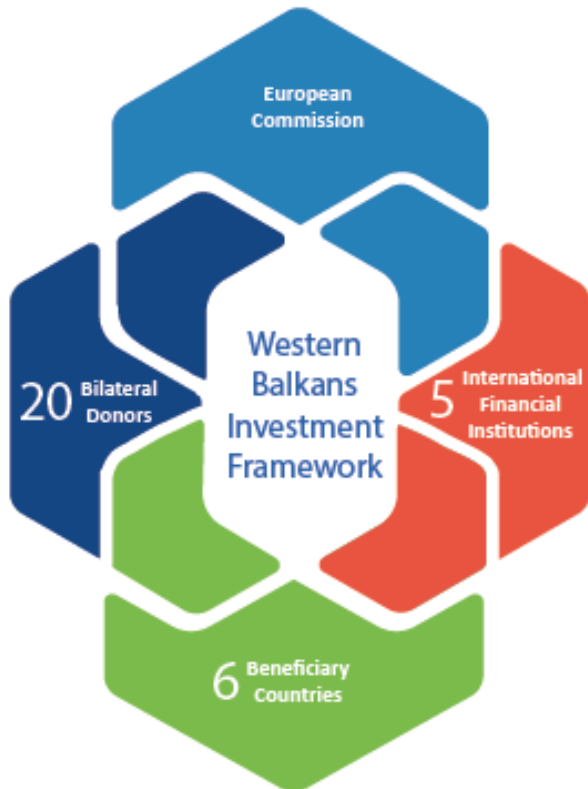 European
Commission
Western
Balkans
Investment
Framework
20 Bilateral
Donors
5 International
Financial
Institutions
6 Beneficiary
Countries